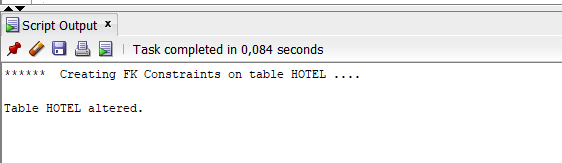 Script Output x
Task completed in 0,084 seconds
****** Creating FK Constraints on table HOTEL ....
Table HOTEL altered.